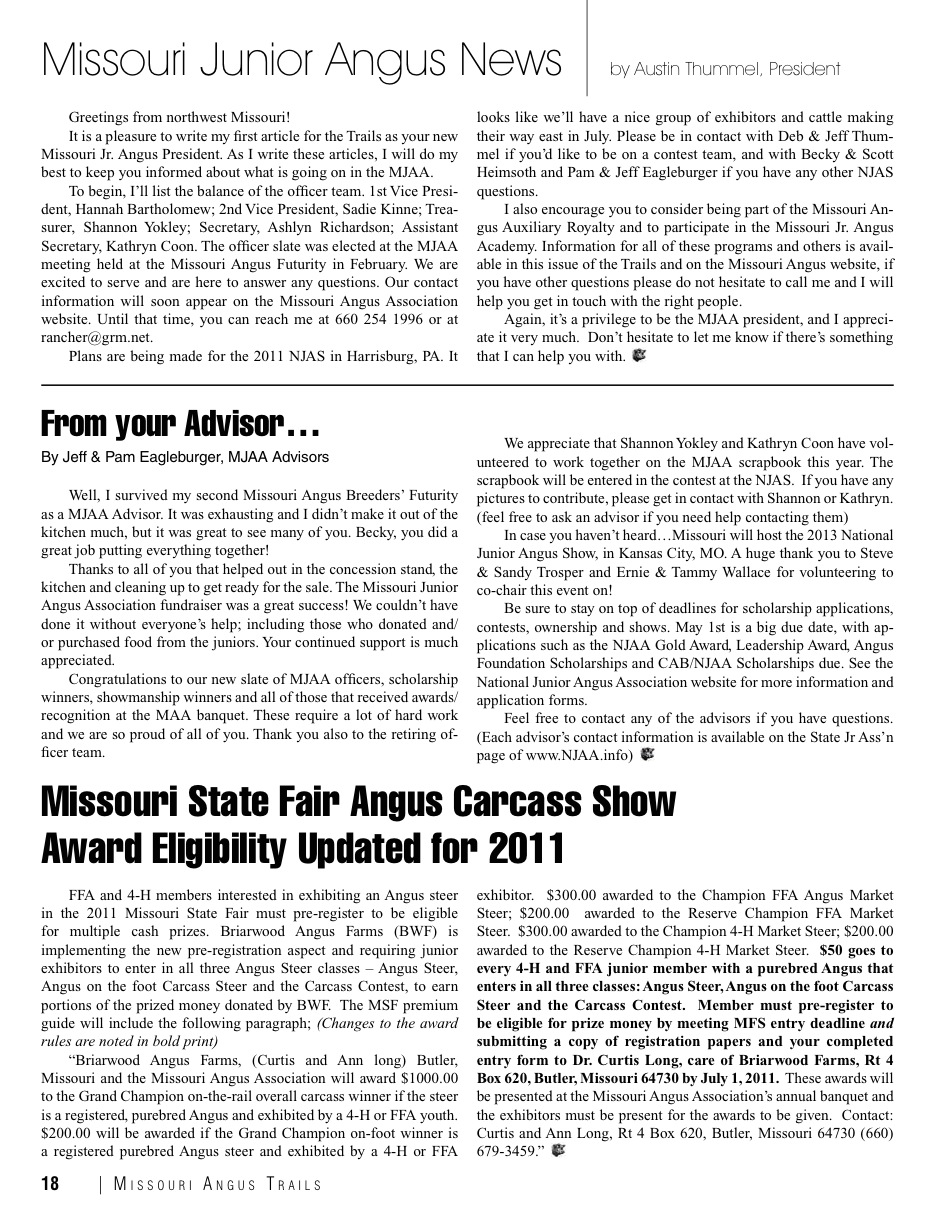 Missouri Junior Angus News
by Austin Thummel, President
Greetings from northwest Missouri!
It is a pleasure to write my first article for the Trails as your new
Missouri Jr. Angus President. As I write these articles, I will do my
best to keep you informed about what is going on in the MJAA.
To begin, I'll list the balance of the officer team. 1st Vice Presi-
dent, Hannah Bartholomew; 2nd Vice President, Sadie Kinne; Trea-
surer, Shannon Yokley; Secretary, Ashlyn Richardson; Assistant
Secretary, Kathryn Coon. The officer slate was elected at the MJAA
meeting held at the Missouri Angus Futurity in February. We are
excited to serve and are here to answer any questions. Our contact
information will soon appear on the Missouri Angus Association
website. Until that time, you can reach me at 660 254 1996 or at
rancher@grm.net.
Plans are being made for the 2011 NJAS in Harrisburg, PA. It
looks like we'll have a nice group of exhibitors and cattle making
their way east in July. Please be in contact with Deb & Jeff Thum-
mel if you'd like to be on a contest team, and with Becky & Scott
Heimsoth and Pam & Jeff Eagleburger if you have any other NJAS
questions.
I also encourage you to consider being part of the Missouri An-
gus Auxiliary Royalty and to participate in the Missouri Jr. Angus
Academy. Information for all of these programs and others is avail-
able in this issue of the Trails and on the Missouri Angus website, if
you have other questions please do not hesitate to call me and I will
help you get in touch with the right people.
Again, it's a privilege to be the MJAA president, and I appreci-
ate it very much.  Don't hesitate to let me know if there's something
that I can help you with.
From your Advisor…
By Jeff & Pam Eagleburger, MJAA Advisors
Well, I survived my second Missouri Angus Breeders' Futurity
as a MJAA Advisor. It was exhausting and I didn't make it out of the
kitchen much, but it was great to see many of you. Becky, you did a
great job putting everything together!
Thanks to all of you that helped out in the concession stand, the
kitchen and cleaning up to get ready for the sale. The Missouri Junior
Angus Association fundraiser was a great success! We couldn't have
done it without everyone's help; including those who donated and/
or purchased food from the juniors. Your continued support is much
appreciated.
Congratulations to our new slate of MJAA officers, scholarship
winners, showmanship winners and all of those that received awards/
recognition at the MAA banquet. These require a lot of hard work
and we are so proud of all of you. Thank you also to the retiring of-
ficer team.
We appreciate that Shannon Yokley and Kathryn Coon have vol-
unteered to work together on the MJAA scrapbook this year. The
scrapbook will be entered in the contest at the NJAS.  If you have any
pictures to contribute, please get in contact with Shannon or Kathryn.
(feel free to ask an advisor if you need help contacting them)
In case you haven't heard…Missouri will host the 2013 National
Junior Angus Show, in Kansas City, MO. A huge thank you to Steve
& Sandy Trosper and Ernie & Tammy Wallace for volunteering to
co-chair this event on!
Be sure to stay on top of deadlines for scholarship applications,
contests, ownership and shows. May 1st is a big due date, with ap-
plications such as the NJAA Gold Award, Leadership Award, Angus
Foundation Scholarships and CAB/NJAA Scholarships due. See the
National Junior Angus Association website for more information and
application forms.
Feel free to contact any of the advisors if you have questions.
(Each advisor's contact information is available on the State Jr Ass'n
page of www.NJAA.info)
Missouri State Fair Angus Carcass Show
Award Eligibility Updated for 2011
FFA and 4-H members interested in exhibiting an Angus steer
in the 2011 Missouri State Fair must pre-register to be eligible
for multiple cash prizes. Briarwood Angus Farms (BWF) is
implementing the new pre-registration aspect and requiring junior
exhibitors to enter in all three Angus Steer classes – Angus Steer,
Angus on the foot Carcass Steer and the Carcass Contest, to earn
portions of the prized money donated by BWF.  The MSF premium
guide will include the following paragraph; (Changes to the award
rules are noted in bold print)
"Briarwood Angus Farms, (Curtis and Ann long) Butler,
Missouri and the Missouri Angus Association will award $1000.00
to the Grand Champion on-the-rail overall carcass winner if the steer
is a registered, purebred Angus and exhibited by a 4-H or FFA youth.
$200.00 will be awarded if the Grand Champion on-foot winner is
a registered purebred Angus steer and exhibited by a 4-H or FFA
exhibitor.  $300.00 awarded to the Champion FFA Angus Market
Steer; $200.00  awarded to the Reserve Champion FFA Market
Steer.  $300.00 awarded to the Champion 4-H Market Steer; $200.00
awarded to the Reserve Champion 4-H Market Steer.  $50 goes to
every 4-H and FFA junior member with a purebred Angus that
enters in all three classes: Angus Steer, Angus on the foot Carcass
Steer and the Carcass Contest.  Member must pre-register to
be eligible for prize money by meeting MFS entry deadline and
submitting a copy of registration papers and your completed
entry form to Dr. Curtis Long, care of Briarwood Farms, Rt 4
Box 620, Butler, Missouri 64730 by July 1, 2011.  These awards will
be presented at the Missouri Angus Association's annual banquet and
the exhibitors must be present for the awards to be given.  Contact:
Curtis and Ann Long, Rt 4 Box 620, Butler, Missouri 64730 (660)
679-3459."
18 | Missouri Angus Trails